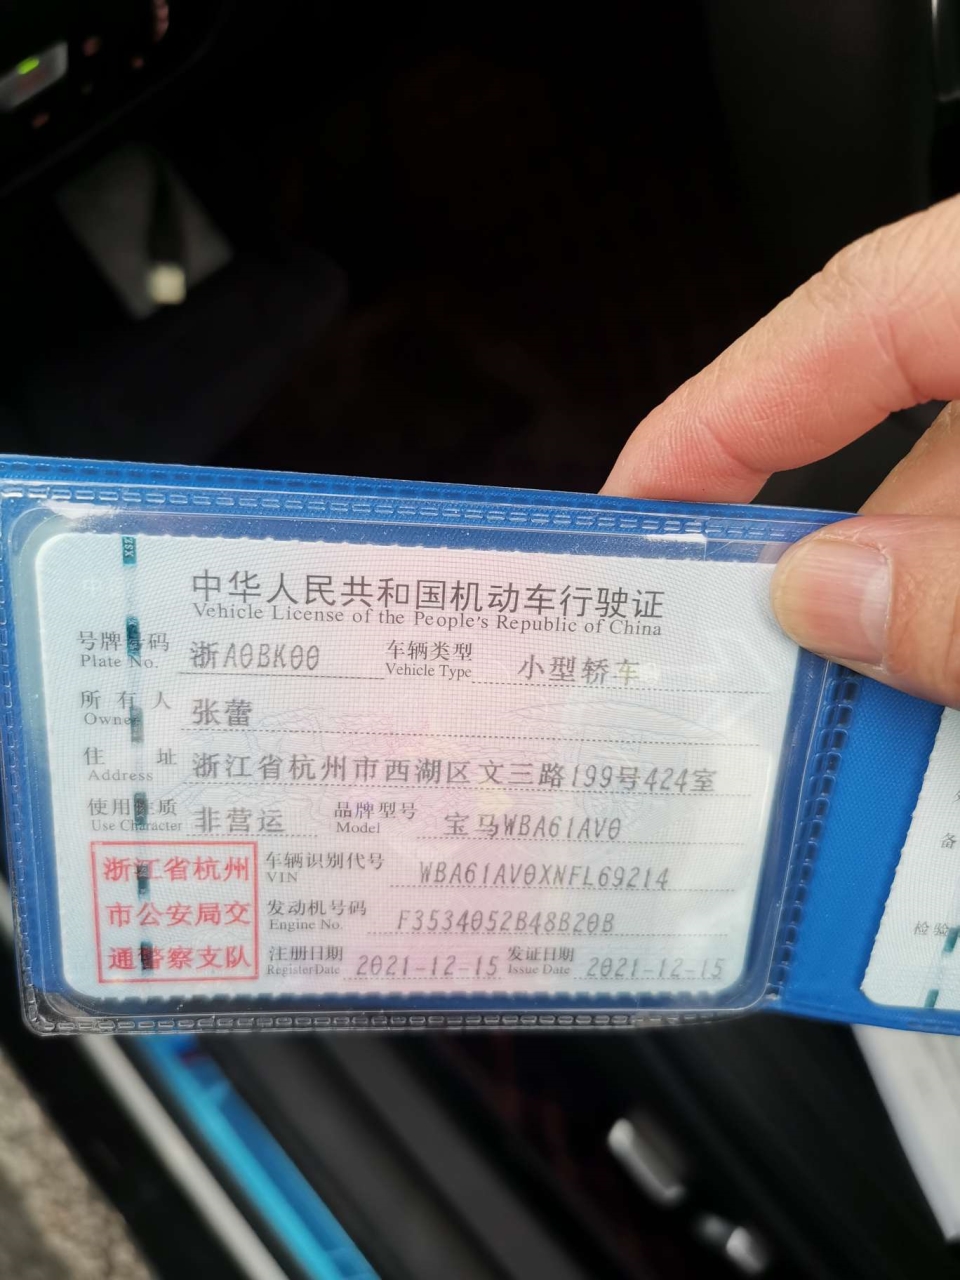 中华人民共和国机动车行驶证
Vehicle License of the People's Republic of China
号牌号码 Plate No. 浙A0BK00 车辆类型 Vehicle Type 小型轿车
所有人 Owner 张蕾
住址 Address 浙江省杭州市西湖区文三路199号424室
使用性质 Use Character 非营运 品牌型号 Model 宝马WBA61AV0
浙江省杭州
市公安局交
通警察支队
车辆识别代号 VIN WBA61AV0XNFL69214
发动机号码 Engine No. F3534052B48B20B
注册日期 Register Date 2021-12-15 发证日期 Issue Date 2021-12-15
备
检验